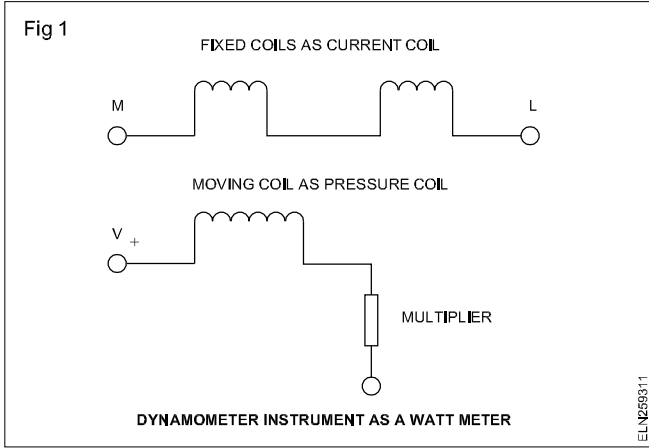 Fig 1
FIXED COILS AS CURRENT COIL
M
L
MOVING COIL AS PRESSURE COIL
V +
MULTIPLIER
DYNAMOMETER INSTRUMENT AS A WATT METER
ELN259311